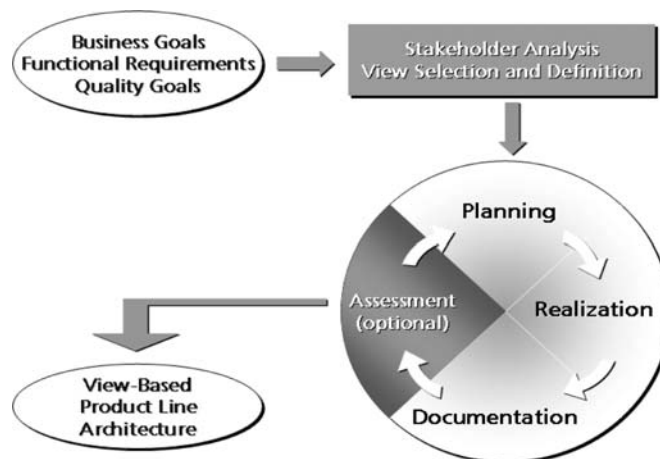 Business Goals
Functional Requirements
Quality Goals
Stakeholder Analysis
View Selection and Definition
Planning
Realization
Documentation
Assessment
(optional)
View-Based
Product Line
Architecture